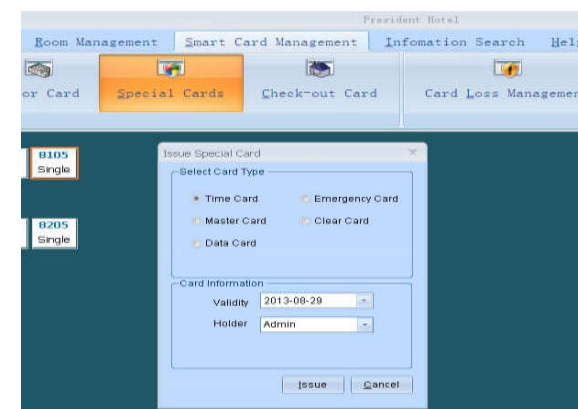 Prezident Hotel
Room Management Smart Card Management Infomation Search Hel
or Card Special Cards Check-out Card Card Loss Managemen
8105
Single
8205
Single
Issue Special Card
Select Card Type
Time Card Emergency Card
Master Card Clear Card
Data Card
Card Information
Validity 2013-08-29
Holder Admin
Issue Cancel